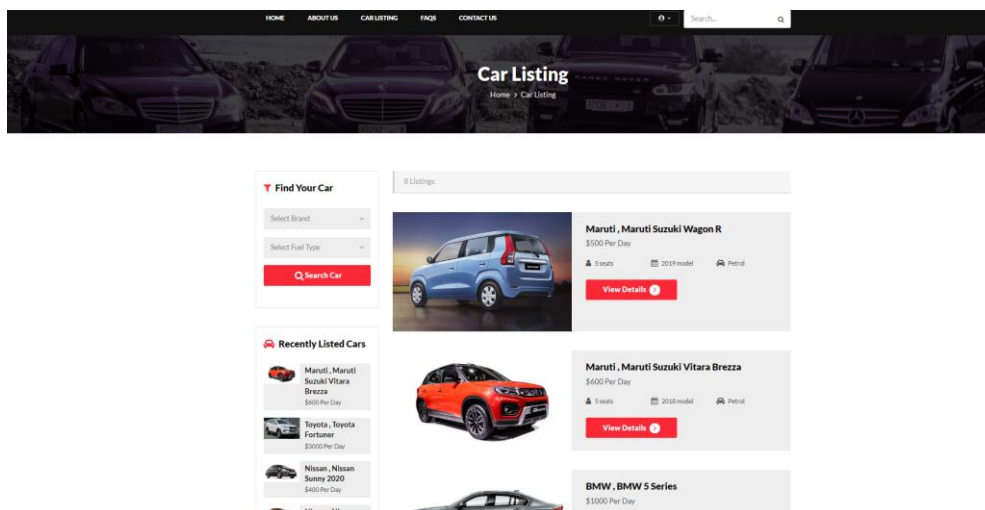 HOME ABOUT US CAR LISTING FAQS CONTACT US Search...
Car Listing
Home > Car Listing
Find Your Car
Select Brand
Select Fuel Type
Search Car
Recently Listed Cars
Maruti , Maruti
Suzuki Vitara
Brezza
$600 Per Day
Toyota , Toyota
Fortuner
$3000 Per Day
Nissan , Nissan
Sunny 2020
$400 Per Day
8 Listings
Maruti , Maruti Suzuki Wagon R
$500 Per Day
5 seats 2019 model Petrol
View Details
Maruti , Maruti Suzuki Vitara Brezza
$600 Per Day
5 seats 2018 model Petrol
View Details
BMW , BMW 5 Series
$1000 Per Day